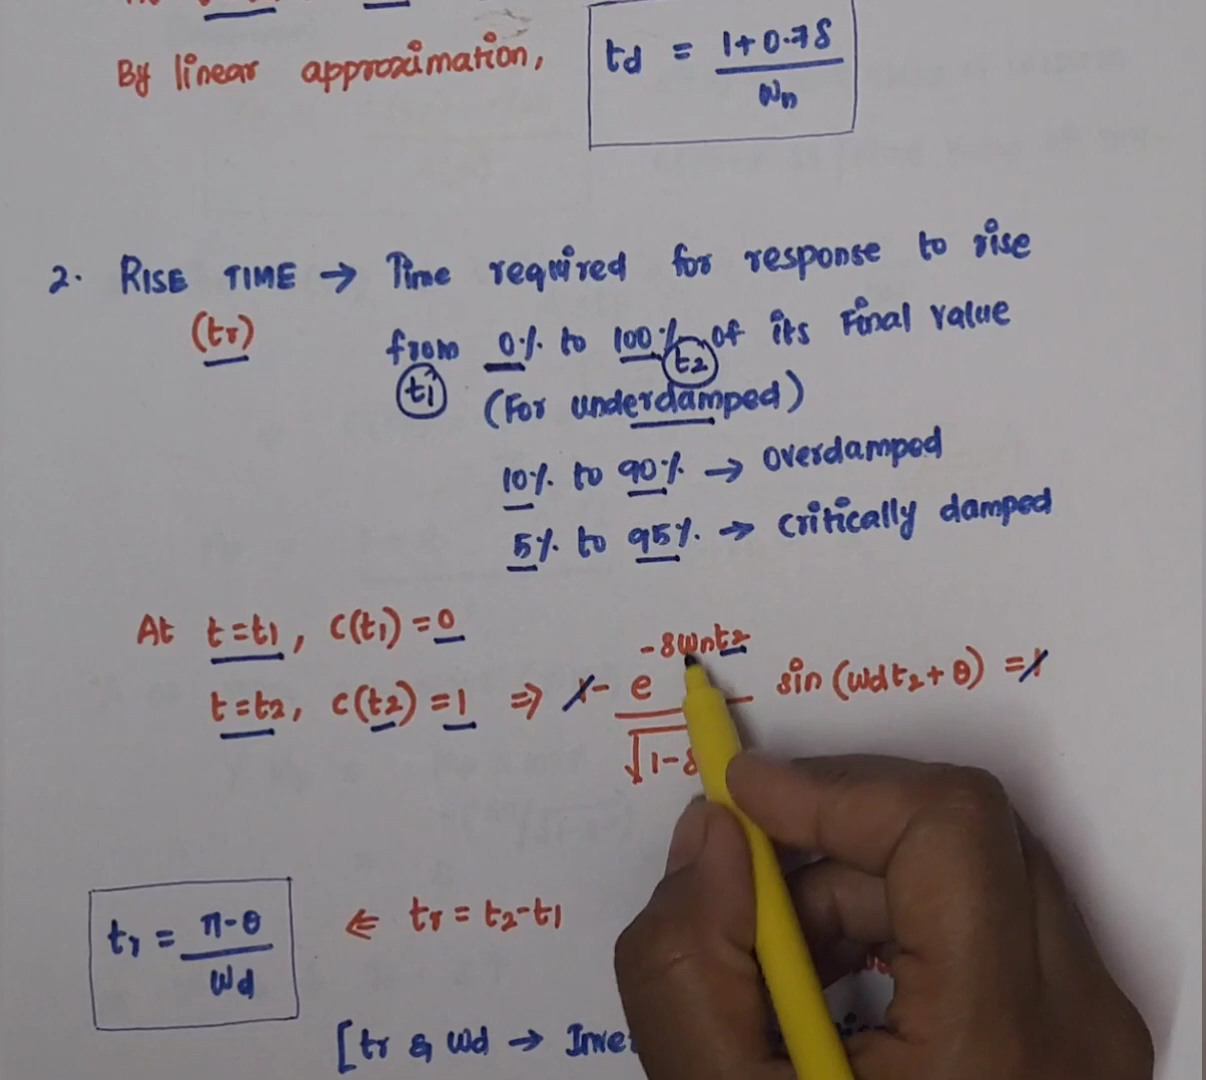 By linear approximation, td = 1+0.7δ / ωn
2. RISE TIME → Time required for response to rise
(tr) from 0% to 100% of its Final value
t1 t2
(For underdamped)
10% to 90% → Overdamped
5% to 95% → Critically damped
At t=t1, c(t1) = 0
t=t2, c(t2) = 1 ⇒ 1 - e^-δωnt2 / √1-δ sin (ωdt2+θ) = 1
tr = π-θ / ωd ⇐ tr = t2-t1
[tr & ωd →